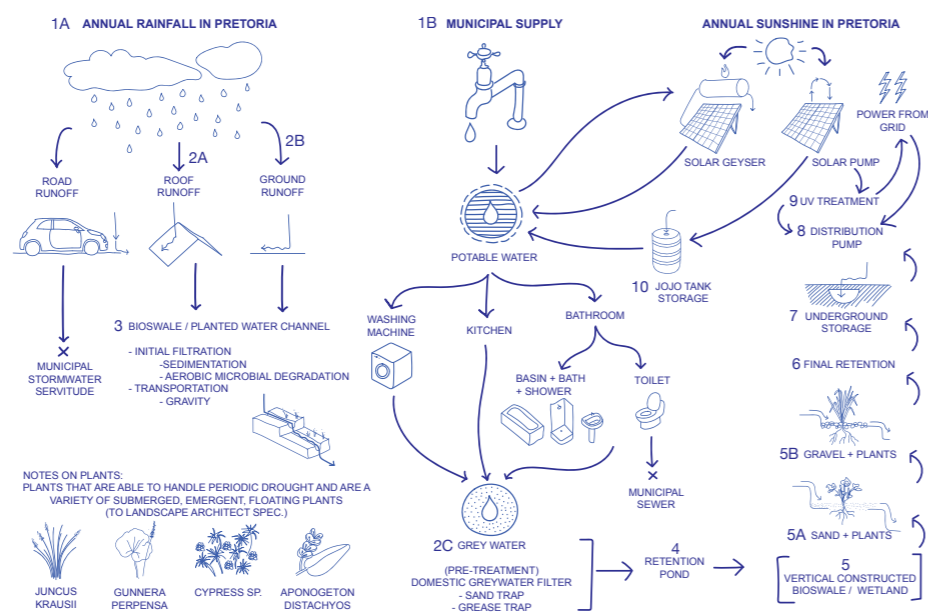 1A ANNUAL RAINFALL IN PRETORIA
2A
2B
ROAD
RUNOFF
ROOF
RUNOFF
GROUND
RUNOFF
3 BIOSWALE / PLANTED WATER CHANNEL
- INITIAL FILTRATION
-SEDIMENTATION
- AEROBIC MICROBIAL DEGRADATION
- TRANSPORTATION
- GRAVITY
MUNICIPAL
STORMWATER
SERVITUDE
NOTES ON PLANTS:
PLANTS THAT ARE ABLE TO HANDLE PERIODIC DROUGHT AND ARE A
VARIETY OF SUBMERGED, EMERGENT, FLOATING PLANTS
(TO LANDSCAPE ARCHITECT SPEC.)
JUNCUS
KRAUSII
GUNNERA
PERPENSA
CYPRESS SP.
APONOGETON
DISTACHYOS
1B MUNICIPAL SUPPLY
POTABLE WATER
WASHING
MACHINE
KITCHEN
BATHROOM
BASIN + BATH
+ SHOWER
TOILET
MUNICIPAL
SEWER
2C GREY WATER
(PRE-TREATMENT)
DOMESTIC GREYWATER FILTER
- SAND TRAP
- GREASE TRAP
4
RETENTION
POND
ANNUAL SUNSHINE IN PRETORIA
SOLAR GEYSER
SOLAR PUMP
POWER FROM
GRID
9 UV TREATMENT
8 DISTRIBUTION
PUMP
10 JOJO TANK
STORAGE
7 UNDERGROUND
STORAGE
6 FINAL RETENTION
5B GRAVEL + PLANTS
5A SAND + PLANTS
5
VERTICAL CONSTRUCTED
BIOSWALE / WETLAND